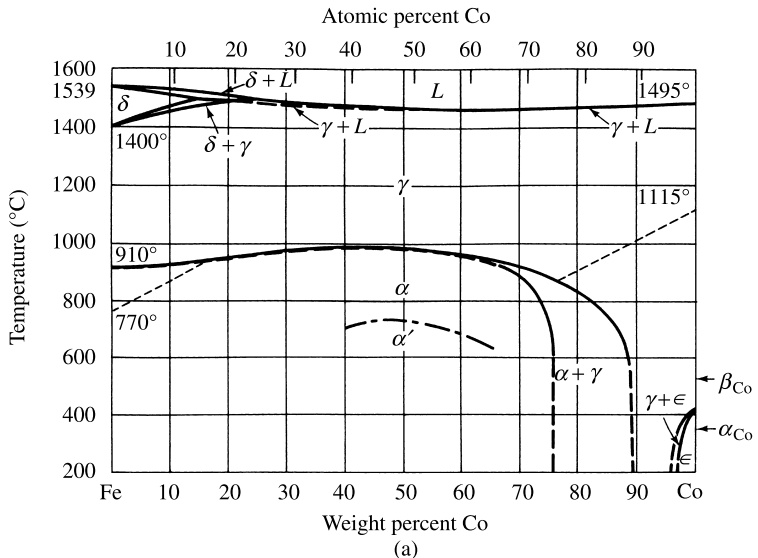 Atomic percent Co
10 20 30 40 50 60 70 80 90
1600
1539
δ + L
L
1495°
δ
1400
1400°
δ + γ
γ + L
γ + L
1200
γ
1115°
1000
910°
800
α
770°
α′
600
α + γ
β Co
400
γ + ϵ
α Co
200
ϵ
Fe 10 20 30 40 50 60 70 80 90 Co
Weight percent Co
(a)
Temperature (°C)